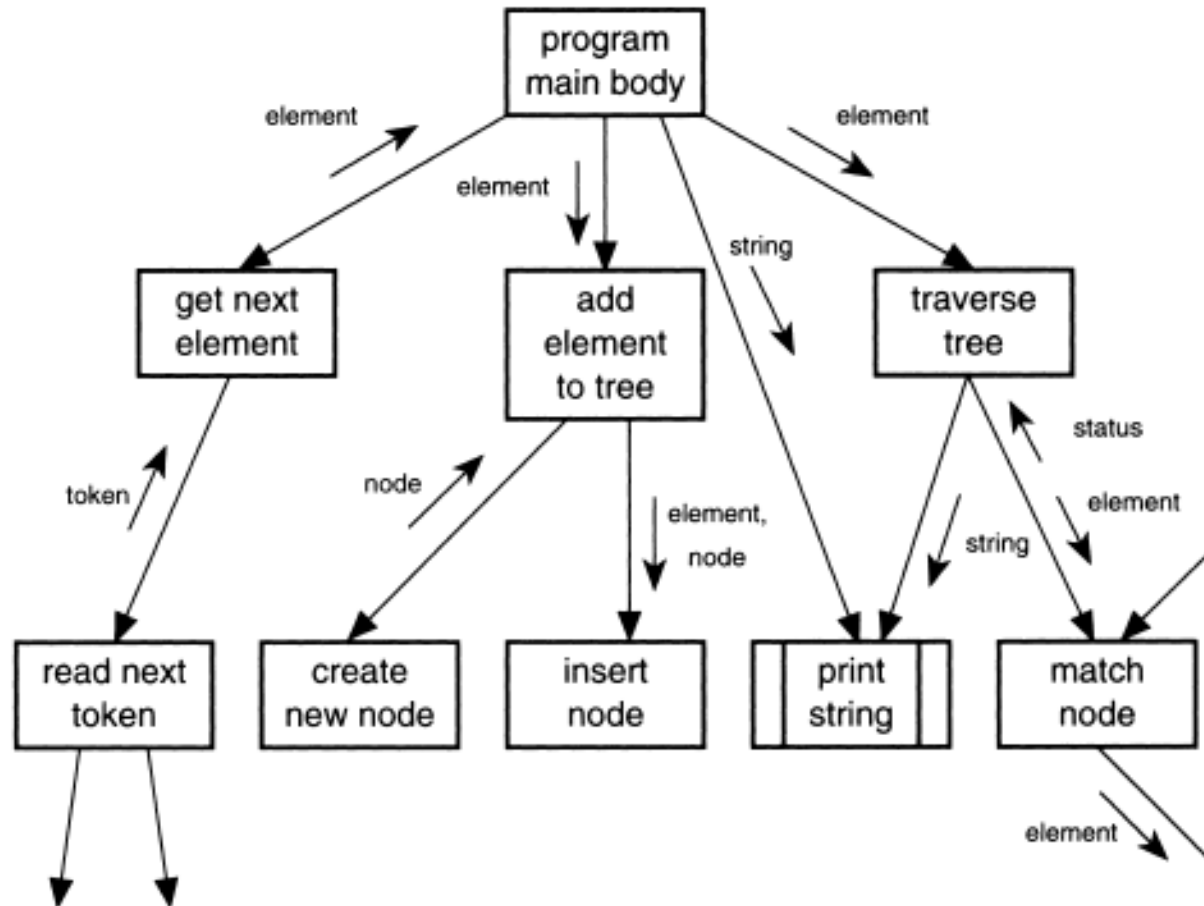 program
main body
element
element
element
string
get next
element
add
element
to tree
traverse
tree
status
token
node
element,
node
string
element
read next
token
create
new node
insert
node
print
string
match
node
element